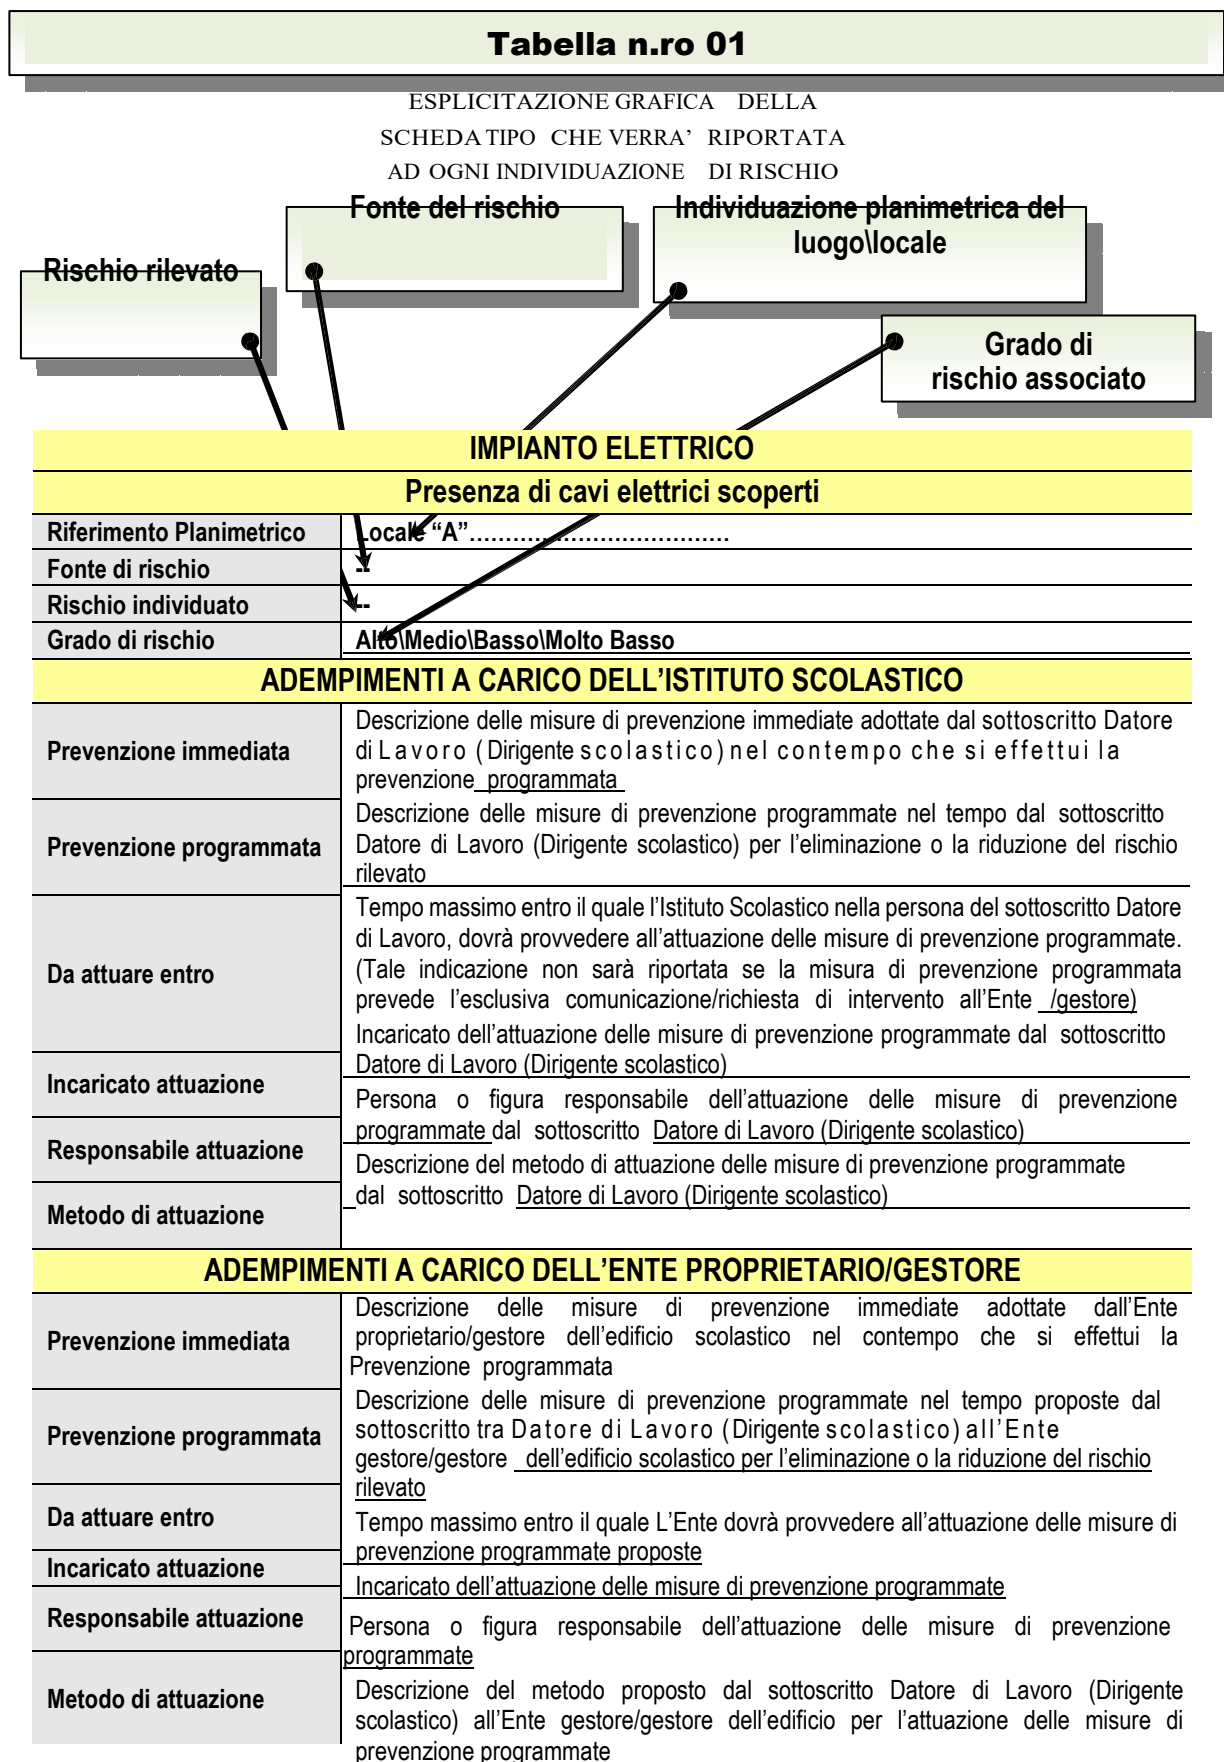 Tabella n.ro 01
ESPLICITAZIONE GRAFICA DELLA
SCHEDA TIPO CHE VERRA’ RIPORTATA
AD OGNI INDIVIDUAZIONE DI RISCHIO
Fonte del rischio
Individuazione planimetrica del
luogo\locale
Rischio rilevato
Grado di
rischio associato
IMPIANTO ELETTRICO
Presenza di cavi elettrici scoperti
Riferimento Planimetrico
Locale “A”……………………………
Fonte di rischio
--
Rischio individuato
--
Grado di rischio
Alto\Medio\Basso\Molto Basso
ADEMPIMENTI A CARICO DELL’ISTITUTO SCOLASTICO
Prevenzione immediata
Descrizione delle misure di prevenzione immediate adottate dal sottoscritto Datore
di Lavoro (Dirigente scolastico) nel contempo che si effettui la
prevenzione programmata
Prevenzione programmata
Descrizione delle misure di prevenzione programmate nel tempo dal sottoscritto
Datore di Lavoro (Dirigente scolastico) per l’eliminazione o la riduzione del rischio
rilevato
Da attuare entro
Tempo massimo entro il quale l’Istituto Scolastico nella persona del sottoscritto Datore
di Lavoro, dovrà provvedere all’attuazione delle misure di prevenzione programmate.
(Tale indicazione non sarà riportata se la misura di prevenzione programmata
prevede l’esclusiva comunicazione/richiesta di intervento all’Ente /gestore)
Incaricato attuazione
Incaricato dell’attuazione delle misure di prevenzione programmate dal sottoscritto
Datore di Lavoro (Dirigente scolastico)
Responsabile attuazione
Persona o figura responsabile dell’attuazione delle misure di prevenzione
programmate dal sottoscritto Datore di Lavoro (Dirigente scolastico)
Metodo di attuazione
Descrizione del metodo di attuazione delle misure di prevenzione programmate
dal sottoscritto Datore di Lavoro (Dirigente scolastico)
ADEMPIMENTI A CARICO DELL’ENTE PROPRIETARIO/GESTORE
Prevenzione immediata
Descrizione delle misure di prevenzione immediate adottate dall’Ente
proprietario/gestore dell’edificio scolastico nel contempo che si effettui la
Prevenzione programmata
Prevenzione programmata
Descrizione delle misure di prevenzione programmate nel tempo proposte dal
sottoscritto tra Datore di Lavoro (Dirigente scolastico) all’Ente
gestore/gestore dell’edificio scolastico per l’eliminazione o la riduzione del rischio
rilevato
Da attuare entro
Tempo massimo entro il quale L’Ente dovrà provvedere all’attuazione delle misure di
prevenzione programmate proposte
Incaricato attuazione
Incaricato dell’attuazione delle misure di prevenzione programmate
Responsabile attuazione
Persona o figura responsabile dell’attuazione delle misure di prevenzione
programmate
Metodo di attuazione
Descrizione del metodo proposto dal sottoscritto Datore di Lavoro (Dirigente
scolastico) all’Ente gestore/gestore dell’edificio per l’attuazione delle misure di
prevenzione programmate